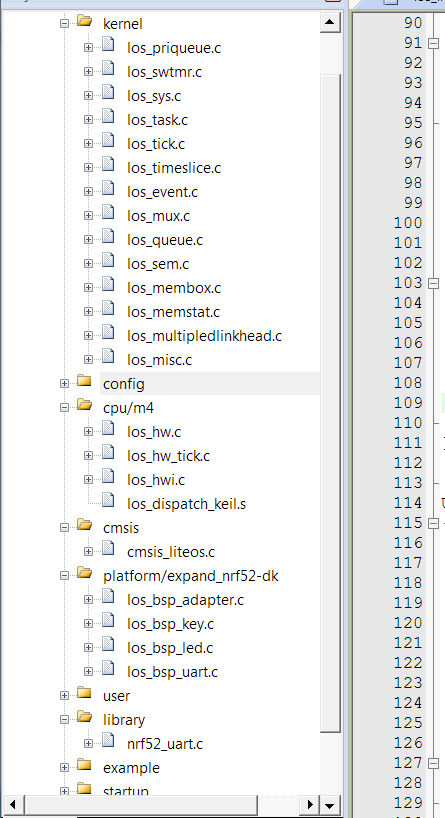 kernel
los_priqueue.c
los_swtmr.c
los_sys.c
los_task.c
los_tick.c
los_timeslice.c
los_event.c
los_mux.c
los_queue.c
los_sem.c
los_membox.c
los_memstat.c
los_multipledlinkhead.c
los_misc.c
config
cpu/m4
los_hw.c
los_hw_tick.c
los_hwi.c
los_dispatch_keil.s
cmsis
cmsis_liteos.c
platform/expand_nrf52-dk
los_bsp_adapter.c
los_bsp_key.c
los_bsp_led.c
los_bsp_uart.c
user
library
nrf52_uart.c
example
startup
90
91
92
93
94
95
96
97
98
99
100
101
102
103
104
105
106
107
108
109
110
111
112
113
114
115
116
117
118
119
120
121
122
123
124
125
126
127
128
129